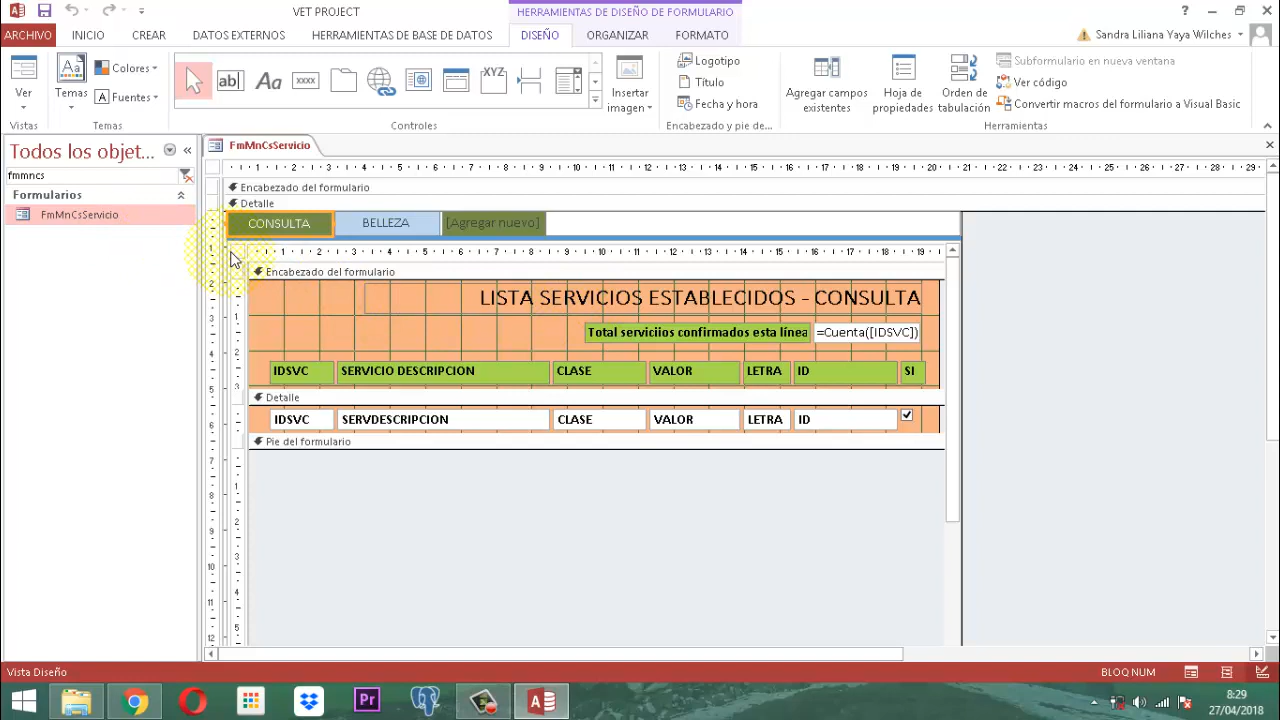 VET PROJECT
HERRAMIENTAS DE DISEÑO DE FORMULARIO
ARCHIVO
INICIO
CREAR
DATOS EXTERNOS
HERRAMIENTAS DE BASE DE DATOS
DISEÑO
ORGANIZAR
FORMATO
Sandra Liliana Yaya Wilches
Ver
Temas
Colores
Fuentes
Vistas
Temas
ab|
Aa
xxxx
XYZ
Controles
Insertar imagen
Logotipo
Título
Fecha y hora
Encabezado y pie de...
Agregar campos existentes
Hoja de propiedades
Orden de tabulación
Subformulario en nueva ventana
Ver código
Convertir macros del formulario a Visual Basic
Herramientas
Todos los objet...
fmmncs
Formularios
FmMnCsServicio
FmMnCsServicio
Encabezado del formulario
Detalle
CONSULTA
BELLEZA
[Agregar nuevo]
Encabezado del formulario
LISTA SERVICIOS ESTABLECIDOS - CONSULTA
Total serviciios confirmados esta línea
=Cuenta([IDSVC])
IDSVC
SERVICIO DESCRIPCION
CLASE
VALOR
LETRA
ID
SI
Detalle
IDSVC
SERVDESCRIPCION
CLASE
VALOR
LETRA
ID
Pie del formulario
Vista Diseño
BLOQ NUM
Pr
8:29
27/04/2018